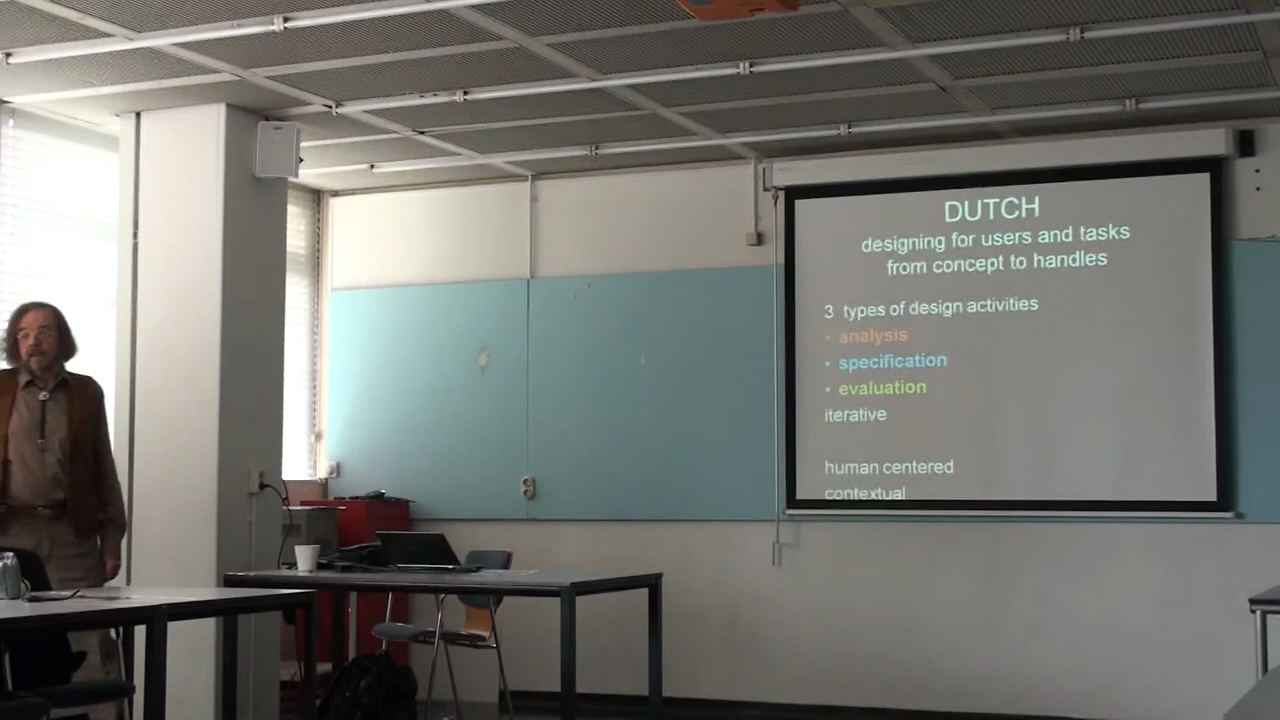 DUTCH
designing for users and tasks
from concept to handles
3 types of design activities
• analysis
• specification
• evaluation
iterative
human centered
contextual